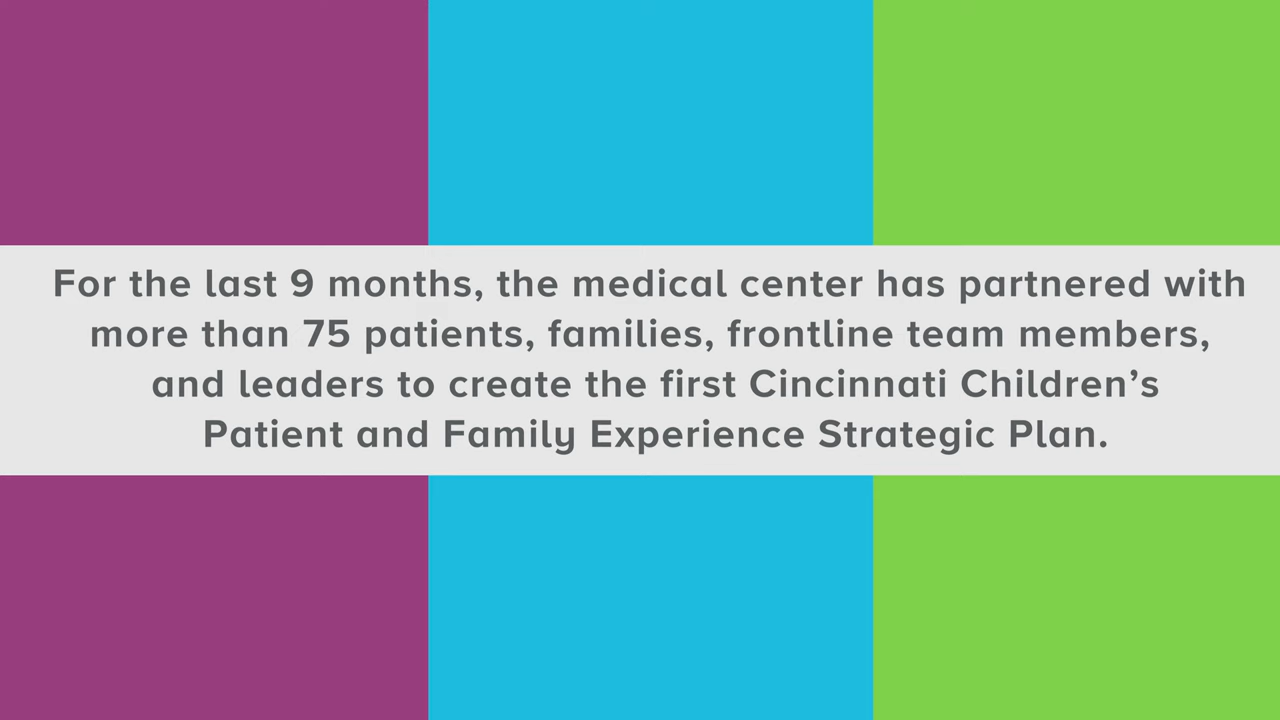 For the last 9 months, the medical center has partnered with
more than 75 patients, families, frontline team members,
and leaders to create the first Cincinnati Children’s
Patient and Family Experience Strategic Plan.